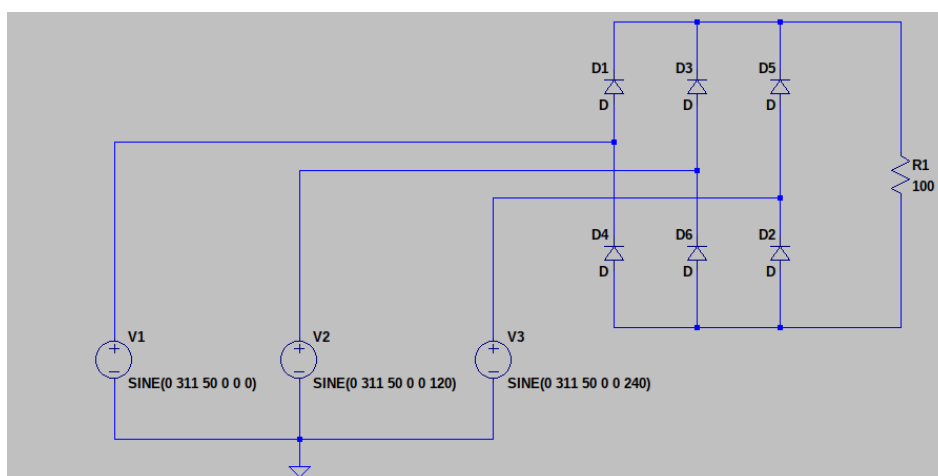 D1
D
D3
D
D5
D
R1
100
D4
D
D6
D
D2
D
V1
SINE(0 311 50 0 0 0)
V2
SINE(0 311 50 0 0 120)
V3
SINE(0 311 50 0 0 240)